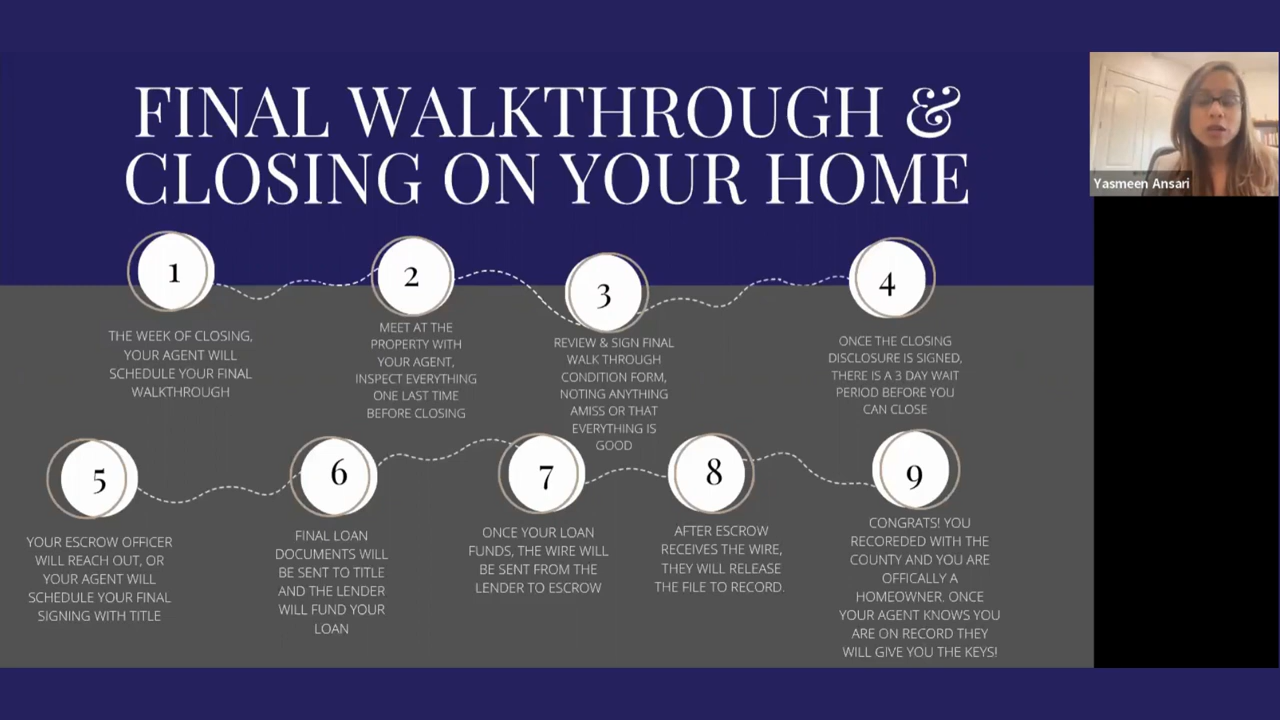 FINAL WALKTHROUGH &
CLOSING ON YOUR HOME
Yasmeen Ansari
1
THE WEEK OF CLOSING,
YOUR AGENT WILL
SCHEDULE YOUR FINAL
WALKTHROUGH
2
MEET AT THE
PROPERTY WITH
YOUR AGENT,
INSPECT EVERYTHING
ONE LAST TIME
BEFORE CLOSING
3
REVIEW & SIGN FINAL
WALK THROUGH
CONDITION FORM,
NOTING ANYTHING
AMISS OR THAT
EVERYTHING IS
GOOD
4
ONCE THE CLOSING
DISCLOSURE IS SIGNED,
THERE IS A 3 DAY WAIT
PERIOD BEFORE YOU
CAN CLOSE
5
YOUR ESCROW OFFICER
WILL REACH OUT, OR
YOUR AGENT WILL
SCHEDULE YOUR FINAL
SIGNING WITH TITLE
6
FINAL LOAN
DOCUMENTS WILL
BE SENT TO TITLE
AND THE LENDER
WILL FUND YOUR
LOAN
7
ONCE YOUR LOAN
FUNDS, THE WIRE WILL
BE SENT FROM THE
LENDER TO ESCROW
8
AFTER ESCROW
RECEIVES THE WIRE,
THEY WILL RELEASE
THE FILE TO RECORD.
9
CONGRATS! YOU
RECOREDED WITH THE
COUNTY AND YOU ARE
OFFICALLY A
HOMEOWNER. ONCE
YOUR AGENT KNOWS YOU
ARE ON RECORD THEY
WILL GIVE YOU THE KEYS!